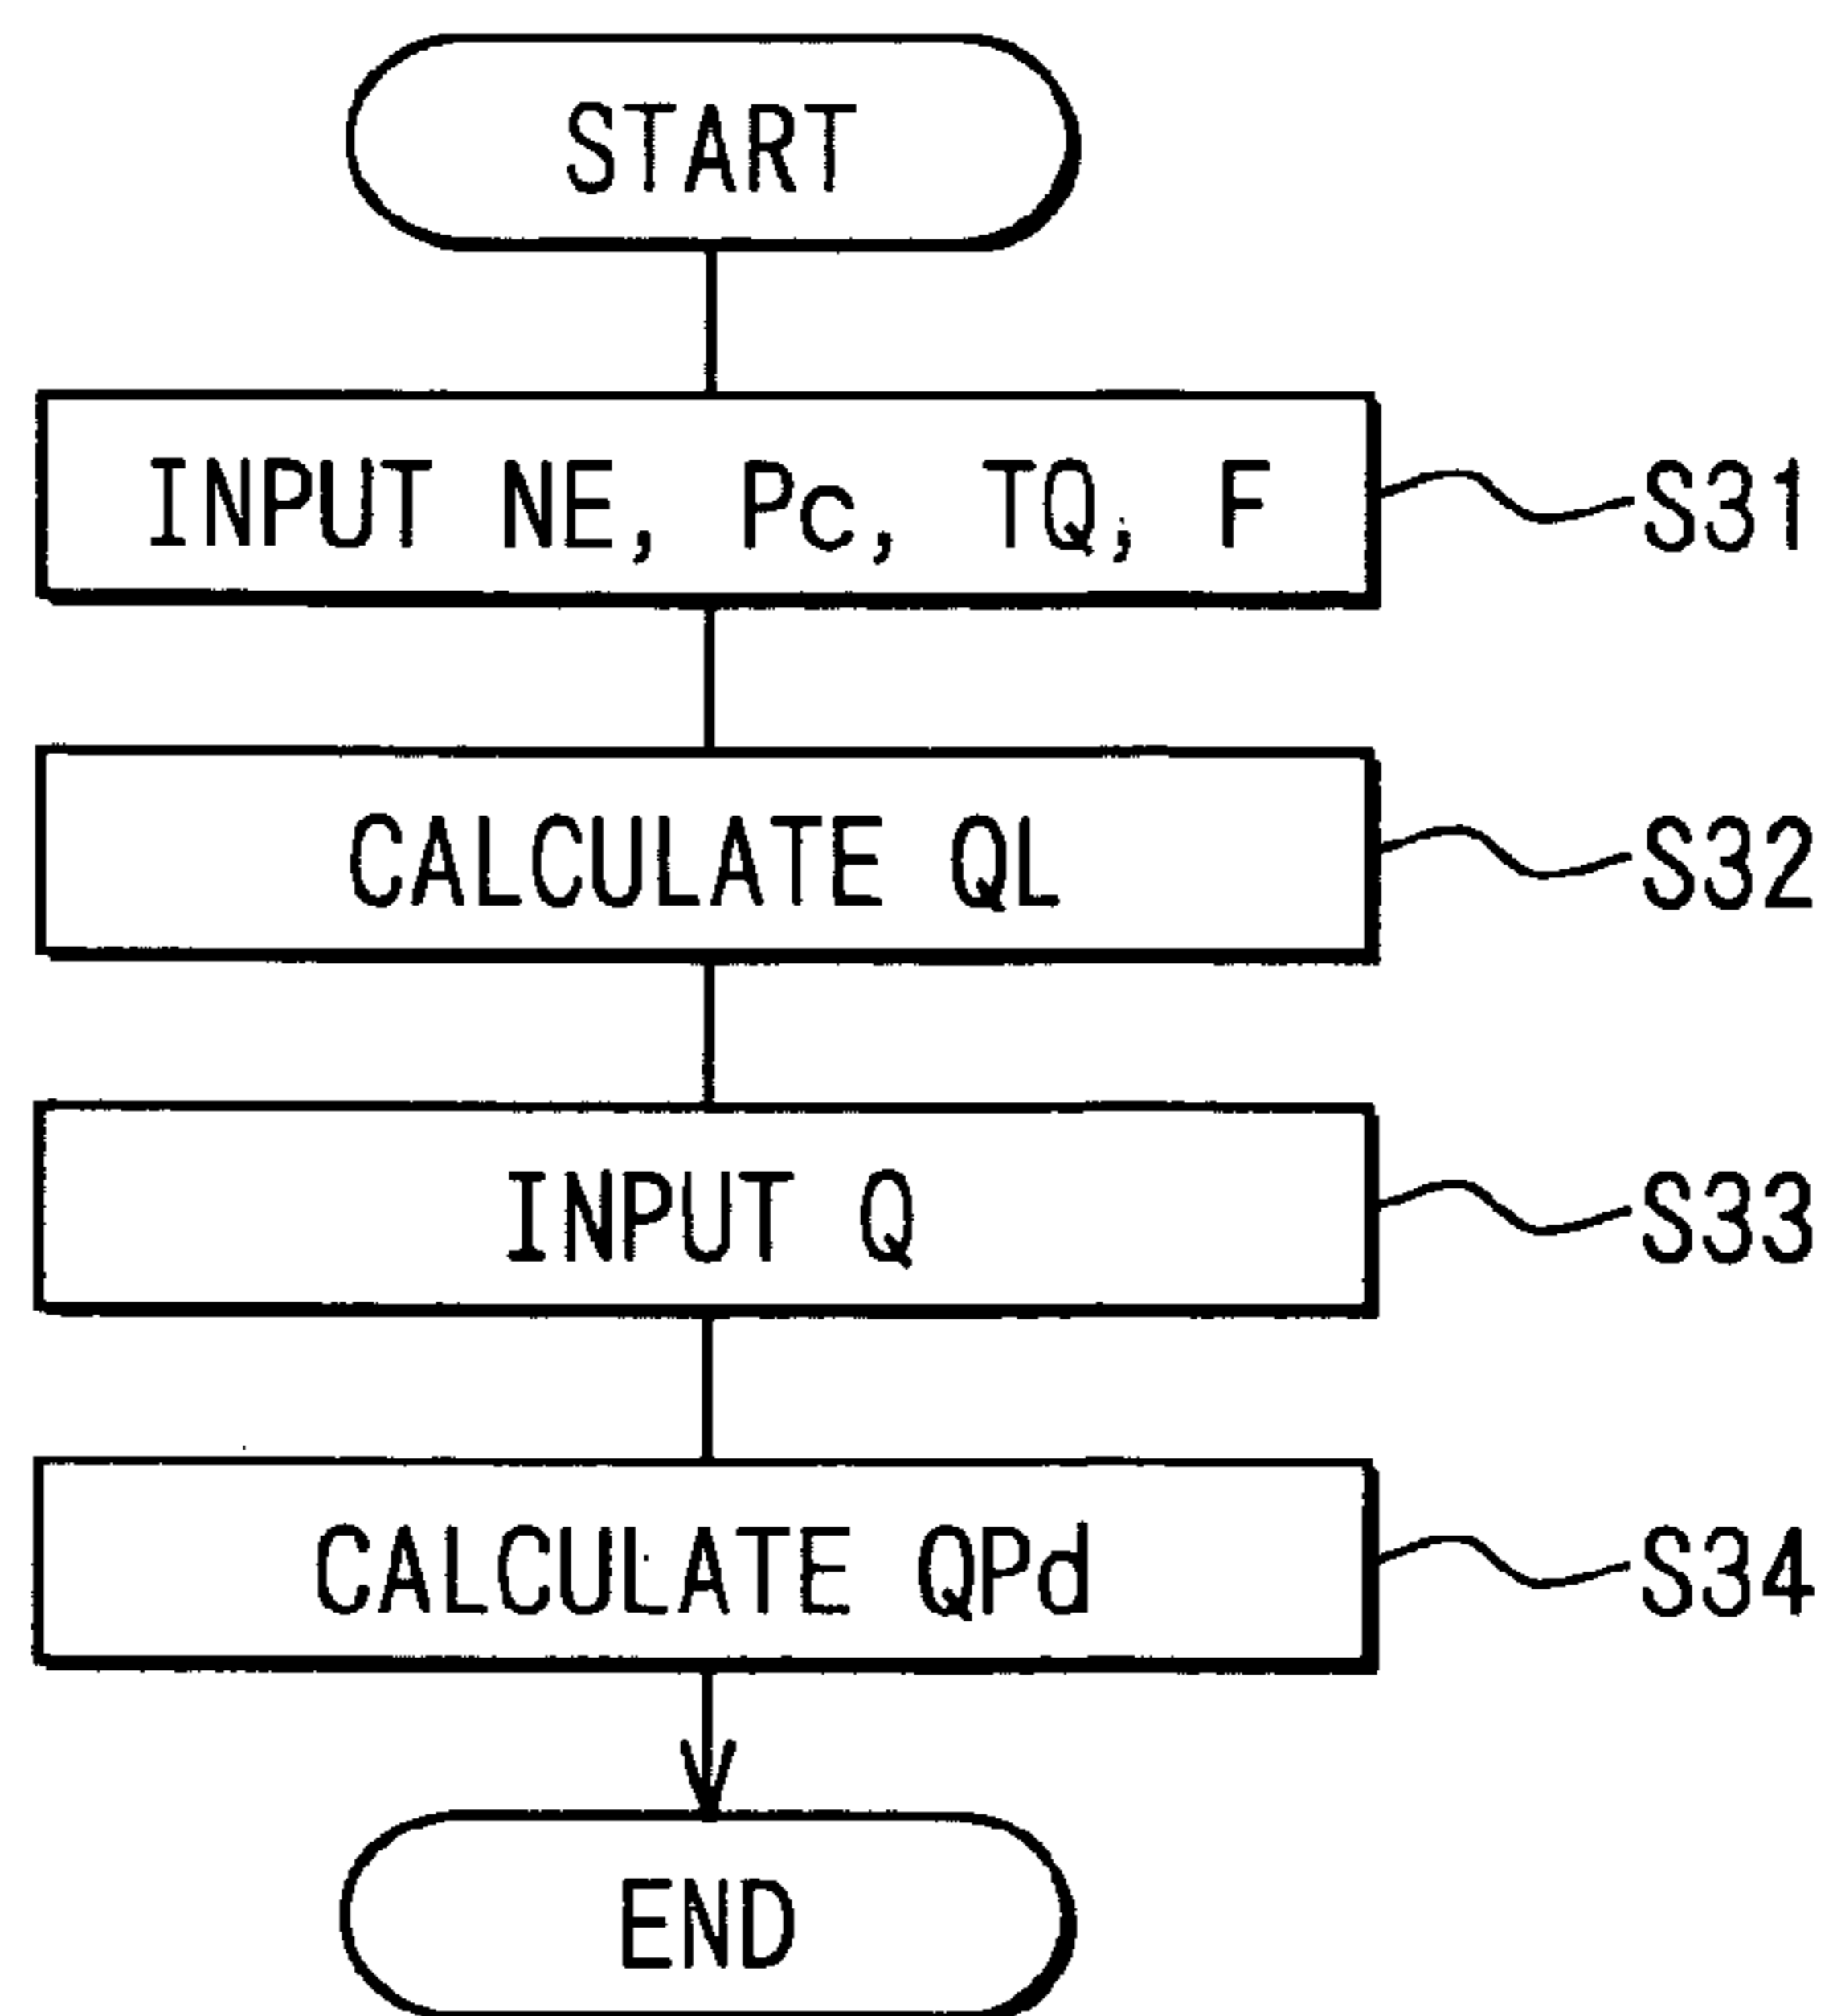 START
INPUT NE, Pc, TQ, F
S31
CALCULATE QL
S32
INPUT Q
S33
CALCULATE QPd
S34
END